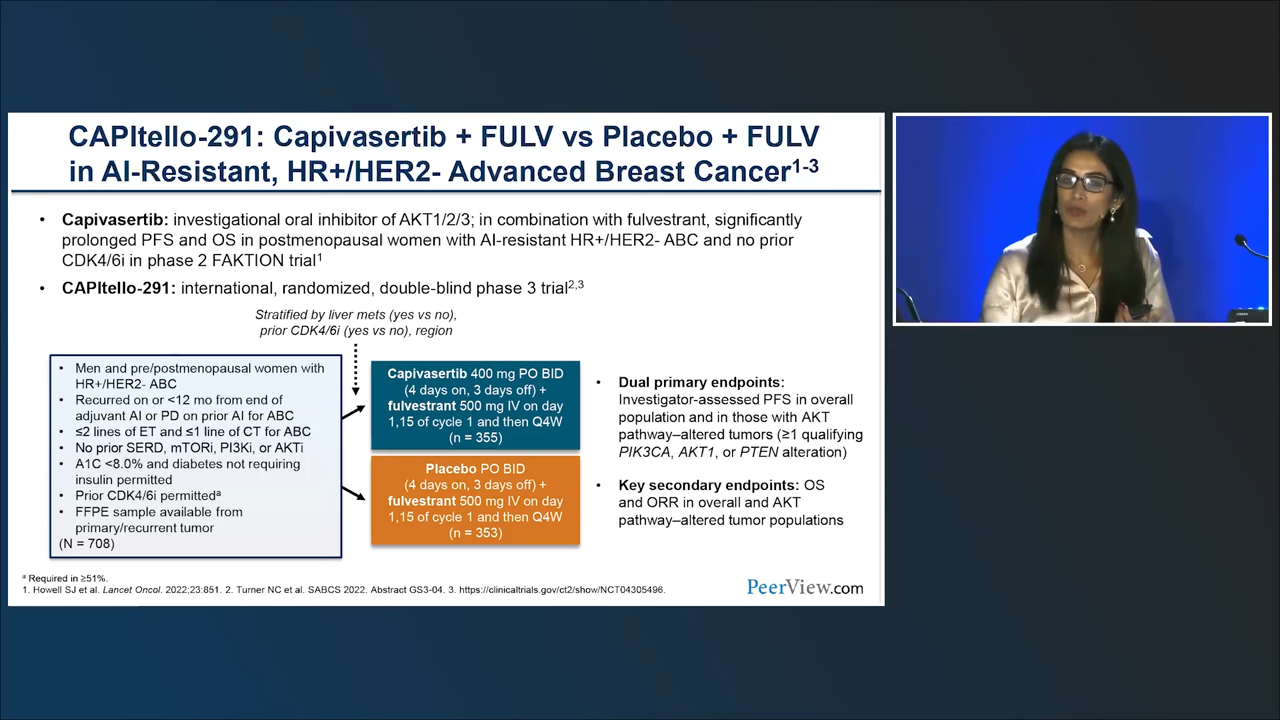 CAPItello-291: Capivasertib + FULV vs Placebo + FULV
in AI-Resistant, HR+/HER2- Advanced Breast Cancer1-3
• Capivasertib: investigational oral inhibitor of AKT1/2/3; in combination with fulvestrant, significantly
prolonged PFS and OS in postmenopausal women with AI-resistant HR+/HER2- ABC and no prior
CDK4/6i in phase 2 FAKTION trial1
• CAPItello-291: international, randomized, double-blind phase 3 trial2,3
Stratified by liver mets (yes vs no),
prior CDK4/6i (yes vs no), region
• Men and pre/postmenopausal women with
HR+/HER2- ABC
• Recurred on or <12 mo from end of
adjuvant AI or PD on prior AI for ABC
• ≤2 lines of ET and ≤1 line of CT for ABC
• No prior SERD, mTORi, PI3Ki, or AKTi
• A1C <8.0% and diabetes not requiring
insulin permitted
• Prior CDK4/6i permitteda
• FFPE sample available from
primary/recurrent tumor
(N = 708)
Capivasertib 400 mg PO BID
(4 days on, 3 days off) +
fulvestrant 500 mg IV on day
1,15 of cycle 1 and then Q4W
(n = 355)
Placebo PO BID
(4 days on, 3 days off) +
fulvestrant 500 mg IV on day
1,15 of cycle 1 and then Q4W
(n = 353)
• Dual primary endpoints:
Investigator-assessed PFS in overall
population and in those with AKT
pathway–altered tumors (≥1 qualifying
PIK3CA, AKT1, or PTEN alteration)
• Key secondary endpoints: OS
and ORR in overall and AKT
pathway–altered tumor populations
a Required in ≥51%.
1. Howell SJ et al. Lancet Oncol. 2022;23:851. 2. Turner NC et al. SABCS 2022. Abstract GS3-04. 3. https://clinicaltrials.gov/ct2/show/NCT04305496.
PeerView.com